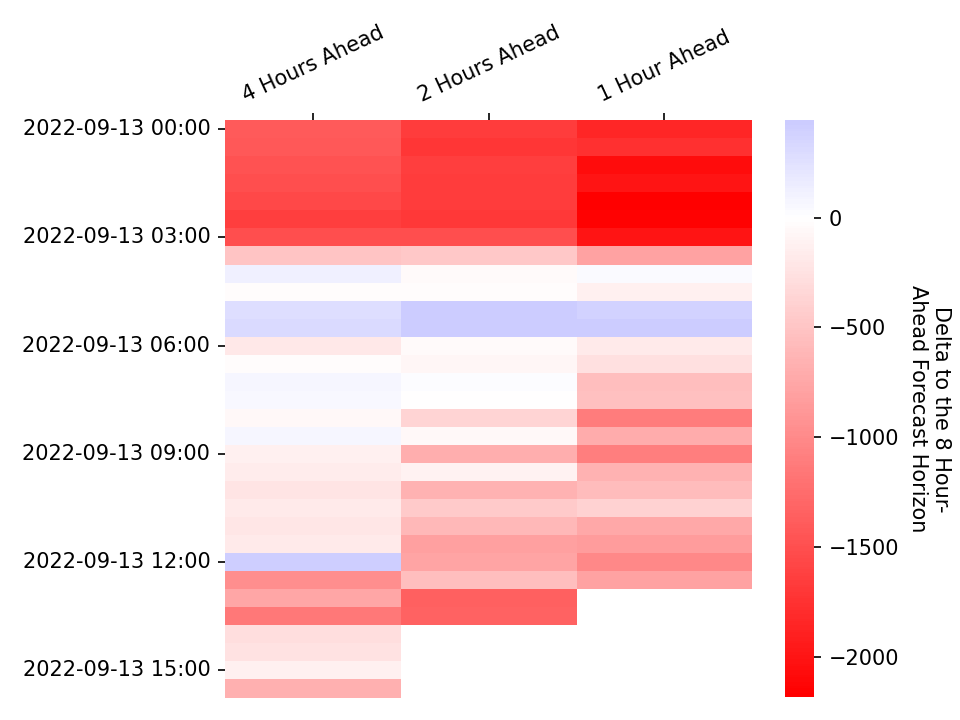 4 Hours Ahead
2 Hours Ahead
1 Hour Ahead
2022-09-13 00:00
2022-09-13 03:00
2022-09-13 06:00
2022-09-13 09:00
2022-09-13 12:00
2022-09-13 15:00
0
−500
−1000
−1500
−2000
Delta to the 8 Hour-
Ahead Forecast Horizon